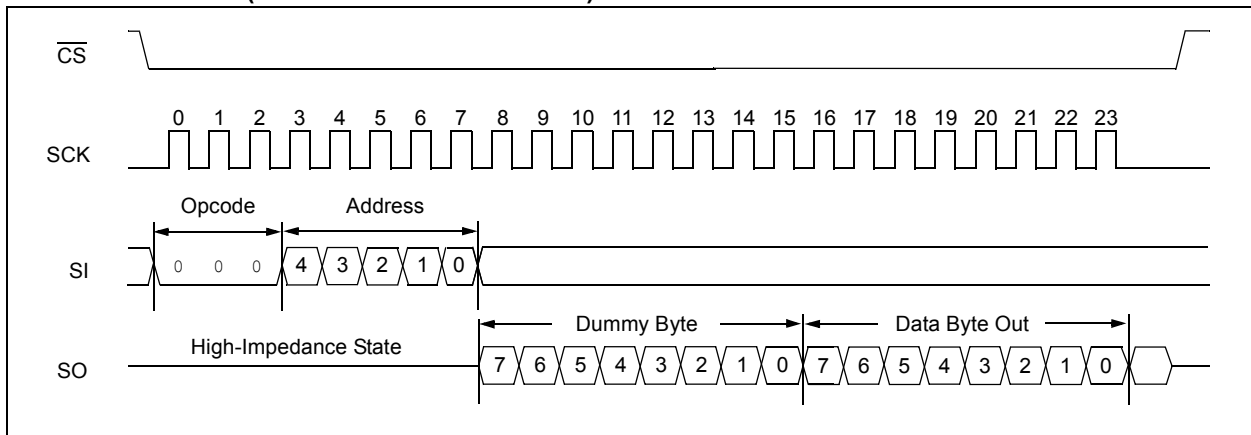 CS
0 1 2 3 4 5 6 7 8 9 10 11 12 13 14 15 16 17 18 19 20 21 22 23
SCK
Opcode Address
SI 0 0 0 4 3 2 1 0
Dummy Byte Data Byte Out
High-Impedance State
SO 7 6 5 4 3 2 1 0 7 6 5 4 3 2 1 0